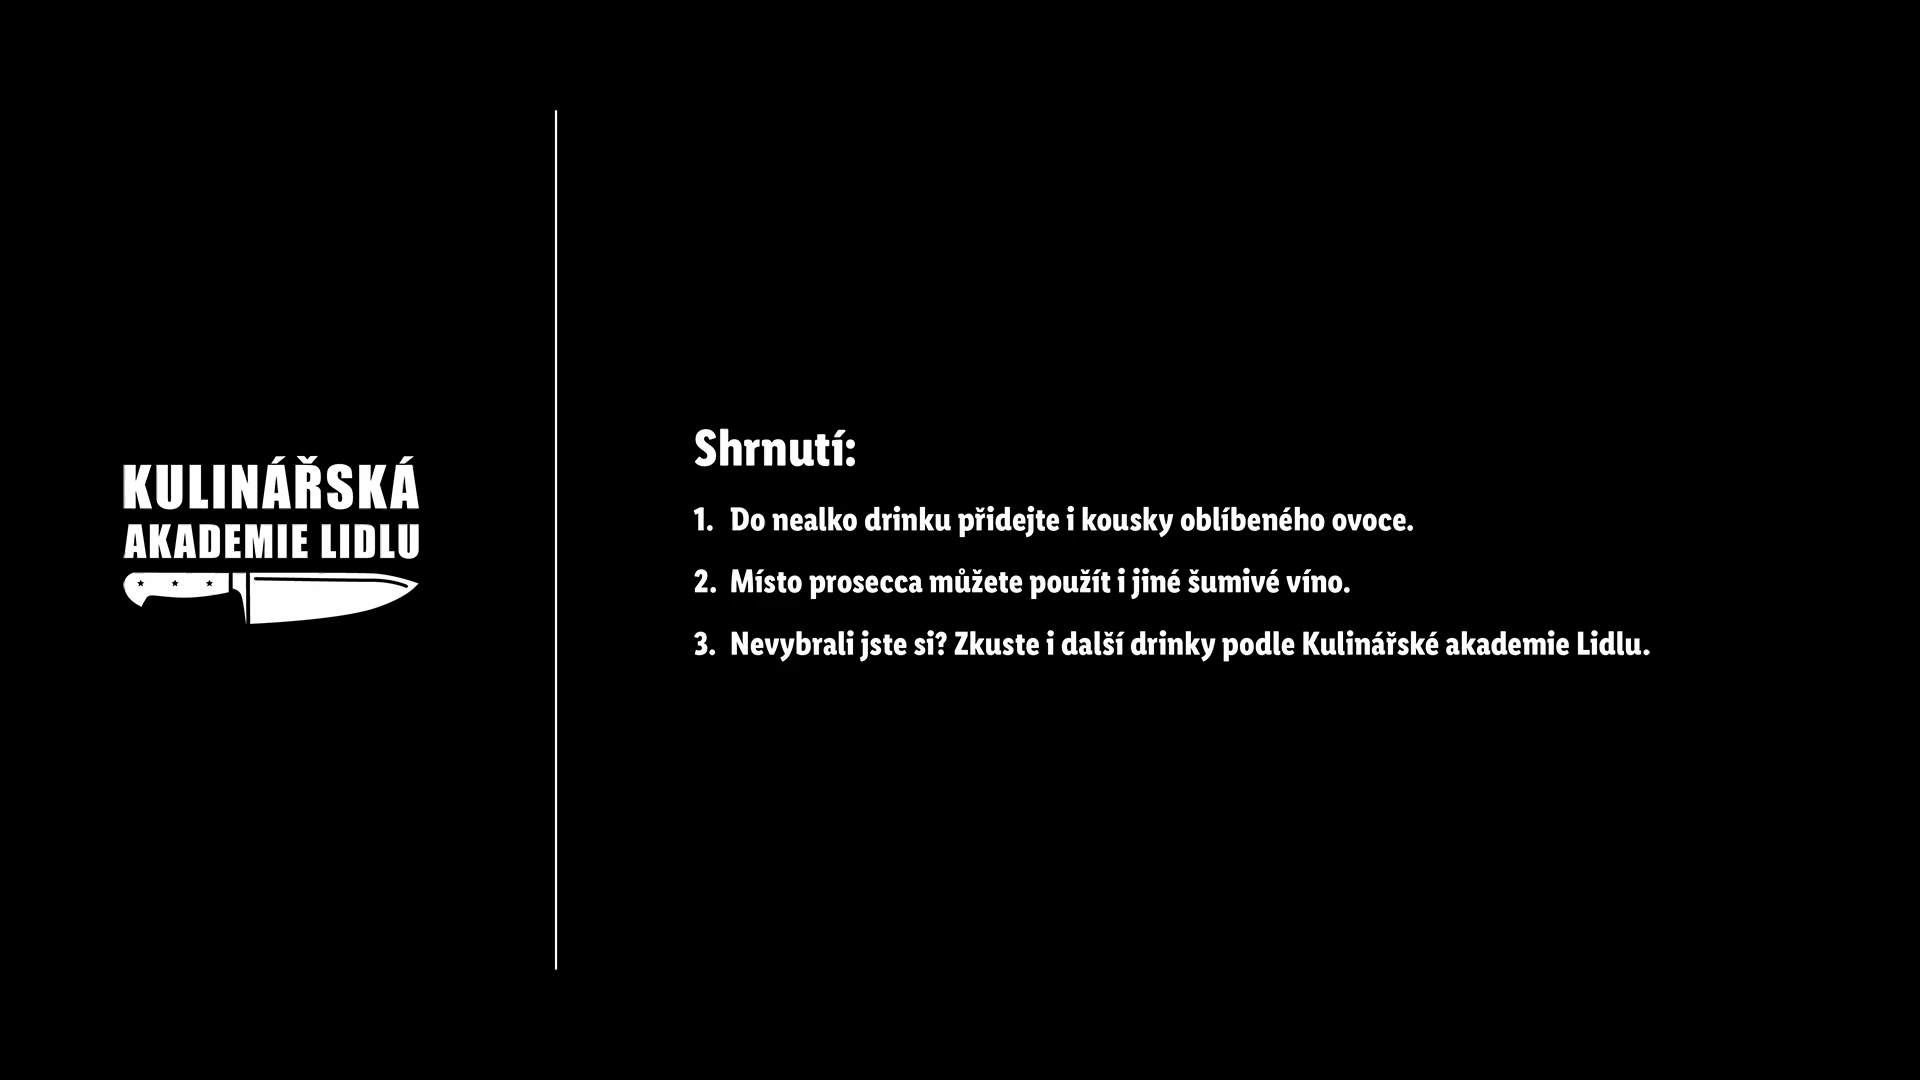 KULINÁŘSKÁ
AKADEMIE LIDLU
Shrnutí:
1. Do nealko drinku přidejte i kousky oblíbeného ovoce.
2. Místo prosecca můžete použít i jiné šumivé víno.
3. Nevybrali jste si? Zkuste i další drinky podle Kulinářské akademie Lidlu.